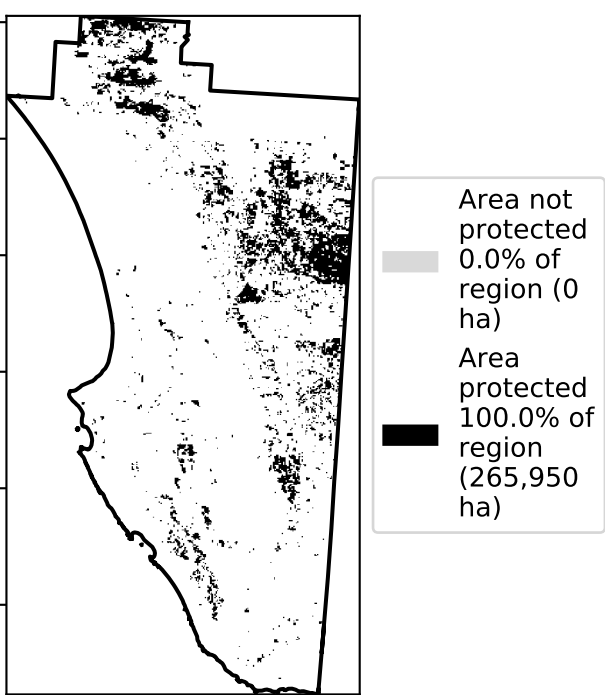 Area not
protected
0.0% of
region (0
ha)
Area
protected
100.0% of
region
(265,950
ha)